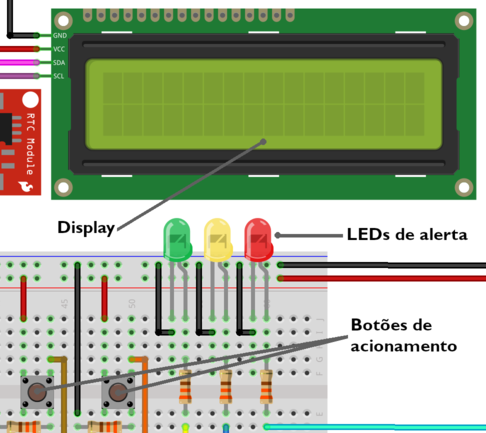 GND
VCC
SDA
SCL
RTC Module
Display
LEDs de alerta
45
50
Botões de
acionamento
J
I
G
F
E